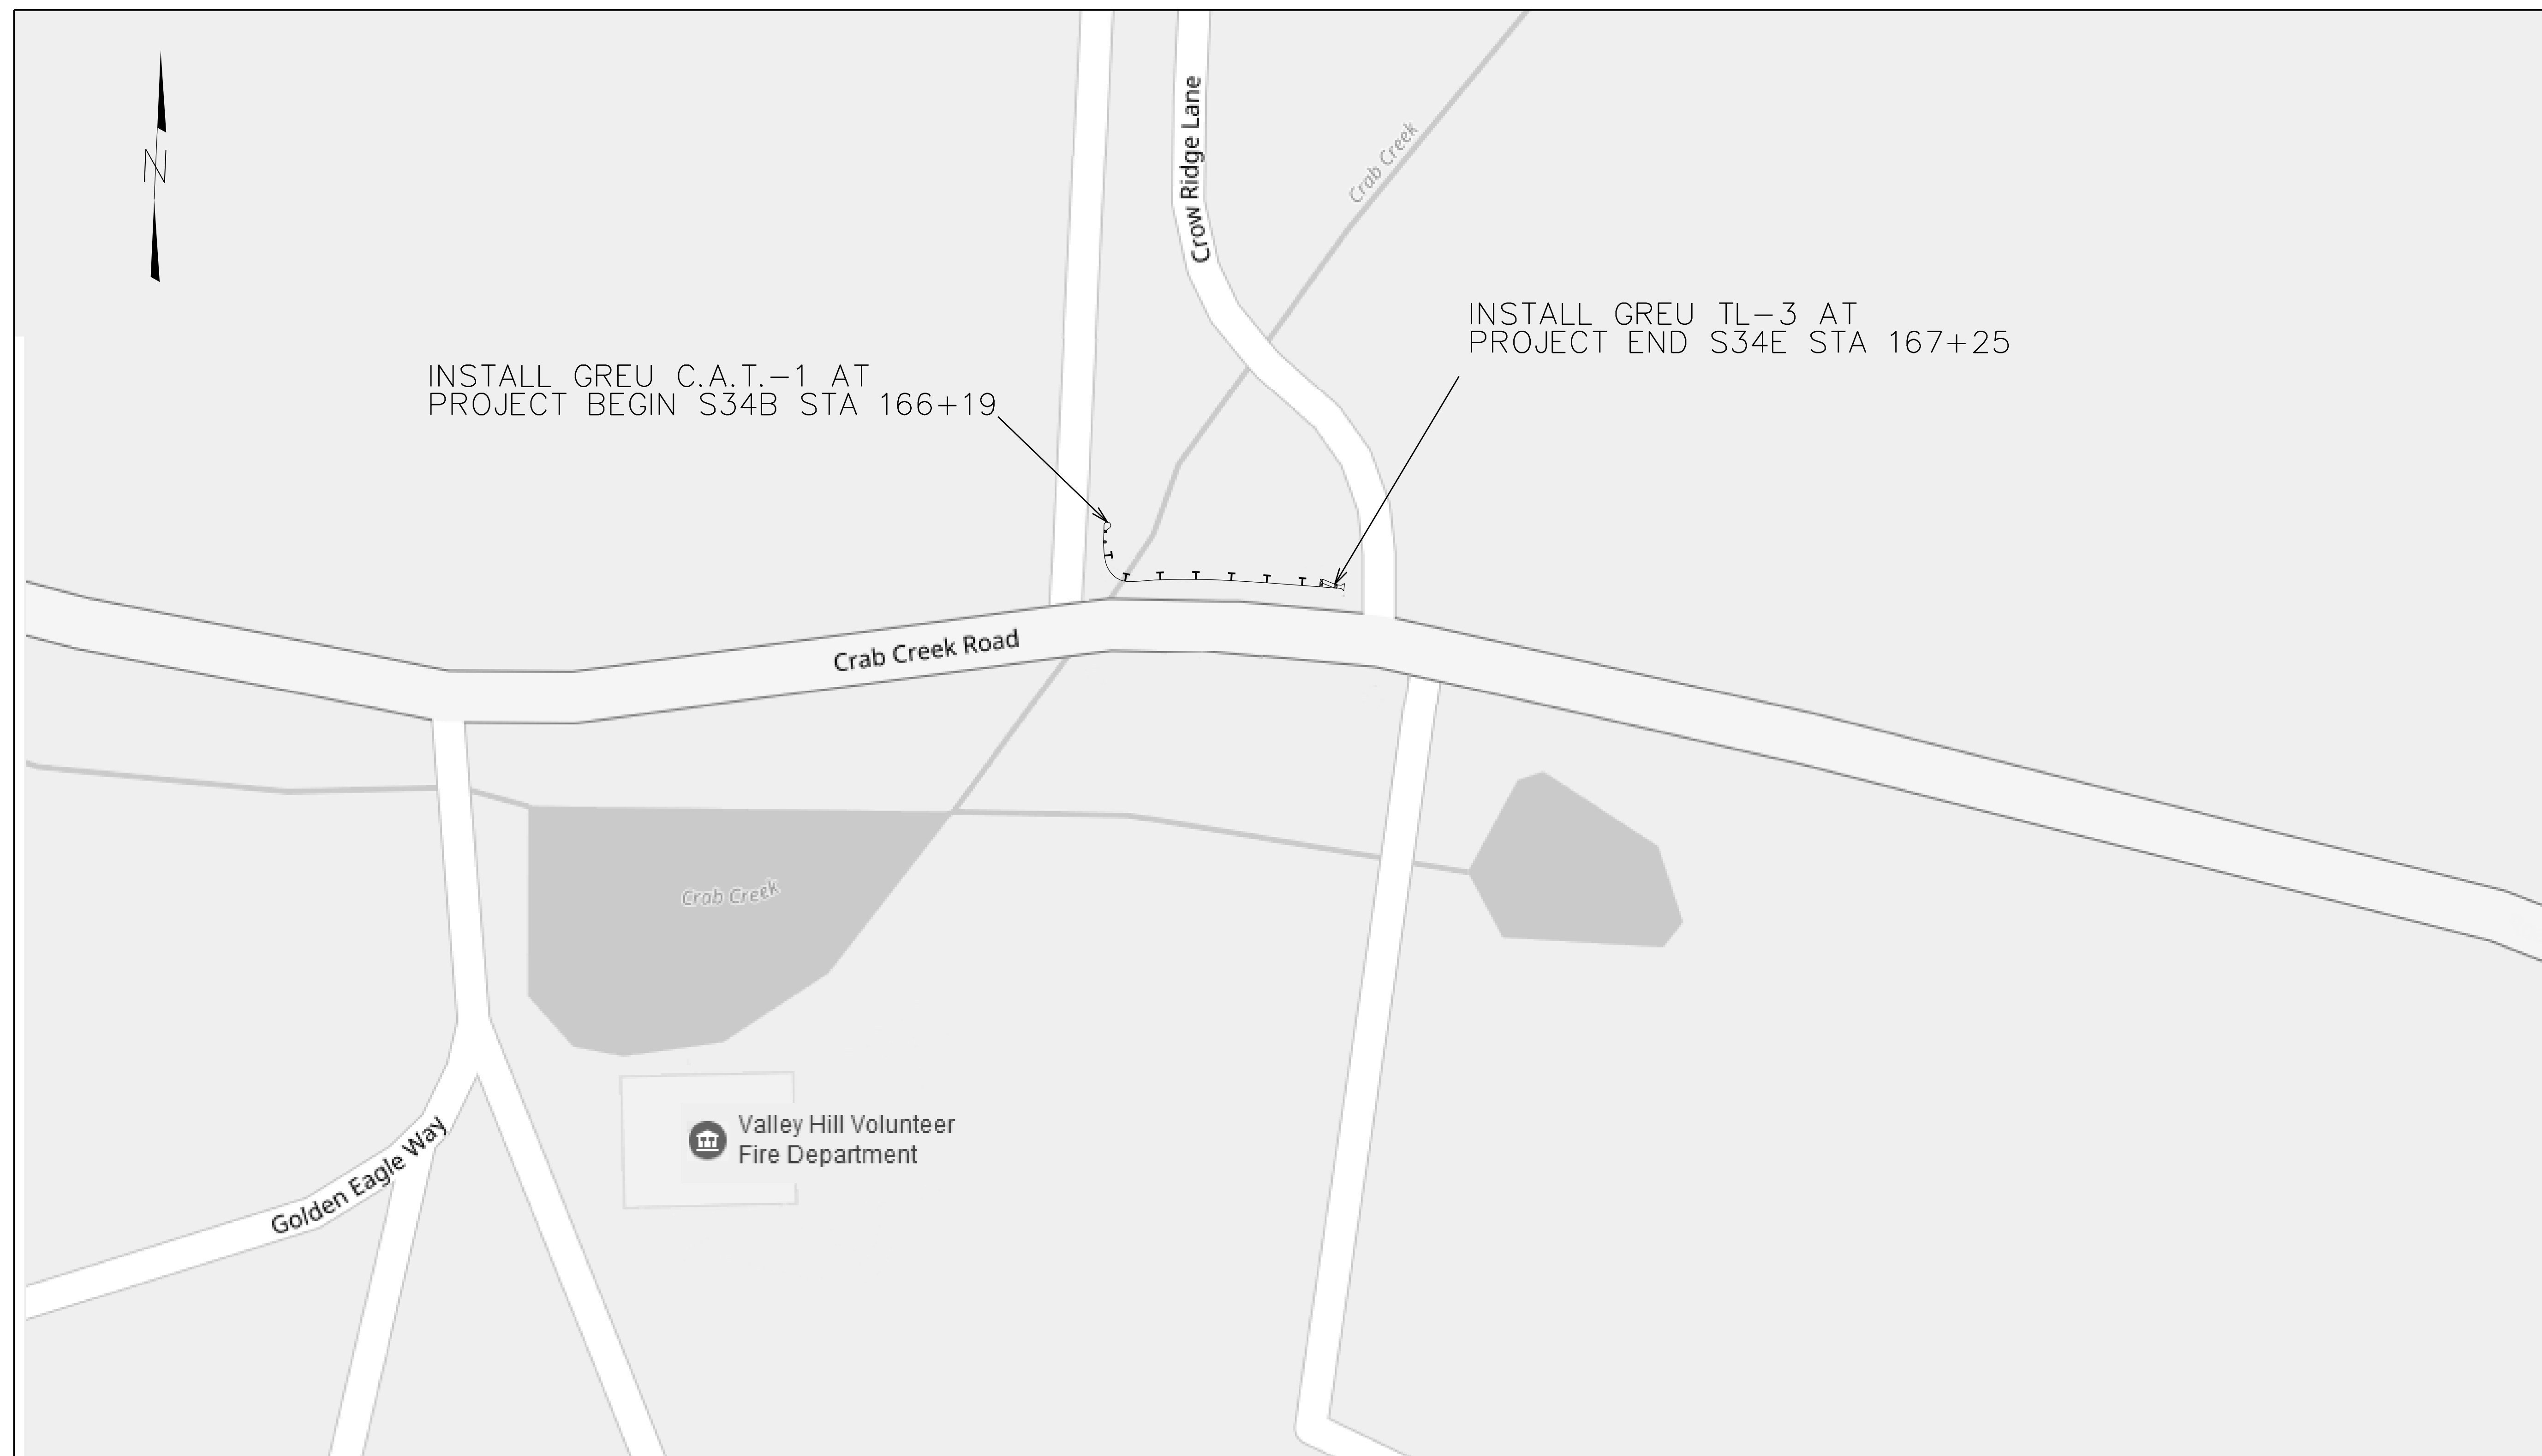 N
Crow Ridge Lane
Crab Creek
INSTALL GREU TL-3 AT
PROJECT END S34E STA 167+25
INSTALL GREU C.A.T.-1 AT
PROJECT BEGIN S34B STA 166+19
Crab Creek Road
Crab Creek
Valley Hill Volunteer
Fire Department
Golden Eagle Way